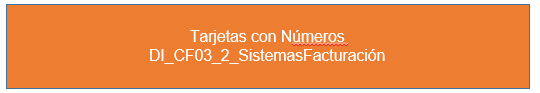 Tarjetas con Números
DI_CF03_2_SistemasFacturación